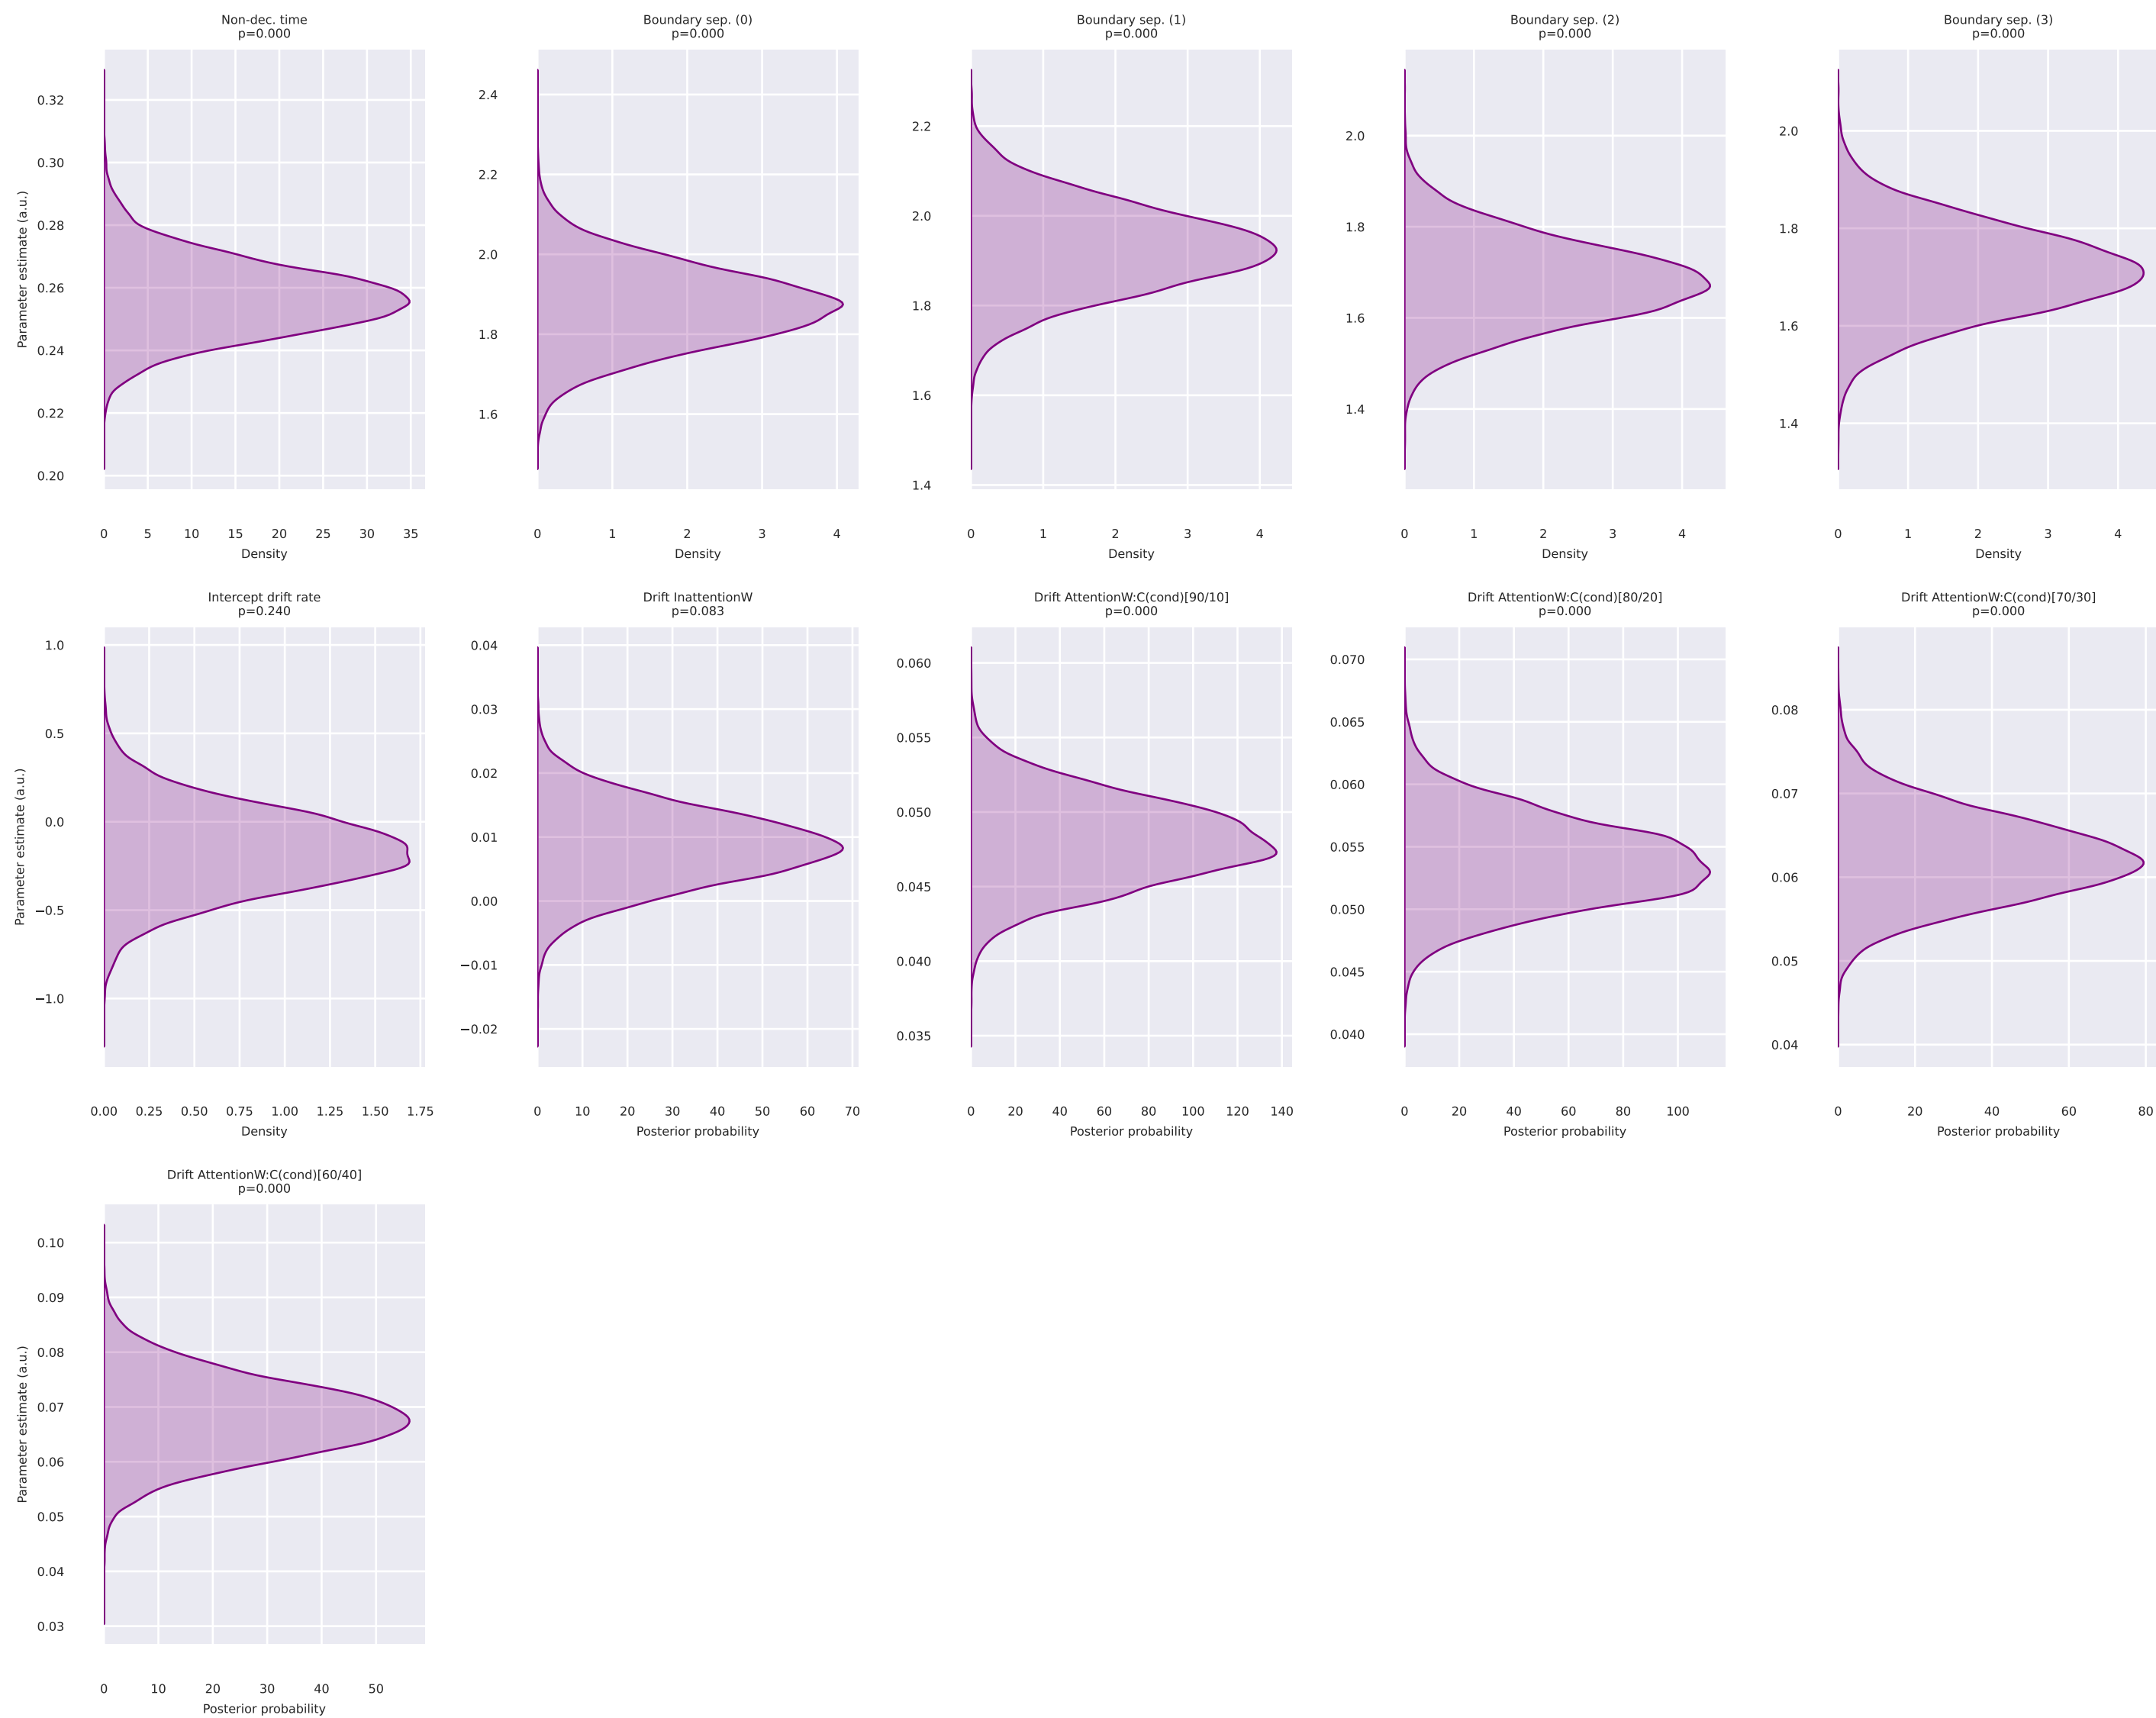 Non-dec. time
p=0.000
Boundary sep. (0)
p=0.000
Boundary sep. (1)
p=0.000
Boundary sep. (2)
p=0.000
Boundary sep. (3)
p=0.000
Parameter estimate (a.u.)
0.32
0.30
0.28
0.26
0.24
0.22
0.20
2.4
2.2
2.0
1.8
1.6
2.2
2.0
1.8
1.6
1.4
2.0
1.8
1.6
1.4
2.0
1.8
1.6
1.4
0 5 10 15 20 25 30 35
0 1 2 3 4
0 1 2 3 4
0 1 2 3 4
0 1 2 3 4
Density
Density
Density
Density
Density
Intercept drift rate
p=0.240
Drift InattentionW
p=0.083
Drift AttentionW:C(cond)[90/10]
p=0.000
Drift AttentionW:C(cond)[80/20]
p=0.000
Drift AttentionW:C(cond)[70/30]
p=0.000
Parameter estimate (a.u.)
1.0
0.5
0.0
−0.5
−1.0
0.04
0.03
0.02
0.01
0.00
−0.01
−0.02
0.060
0.055
0.050
0.045
0.040
0.035
0.070
0.065
0.060
0.055
0.050
0.045
0.040
0.08
0.07
0.06
0.05
0.04
0.00 0.25 0.50 0.75 1.00 1.25 1.50 1.75
0 10 20 30 40 50 60 70
0 20 40 60 80 100 120 140
0 20 40 60 80 100
0 20 40 60 80
Density
Posterior probability
Posterior probability
Posterior probability
Posterior probability
Drift AttentionW:C(cond)[60/40]
p=0.000
Parameter estimate (a.u.)
0.10
0.09
0.08
0.07
0.06
0.05
0.04
0.03
0 10 20 30 40 50
Posterior probability